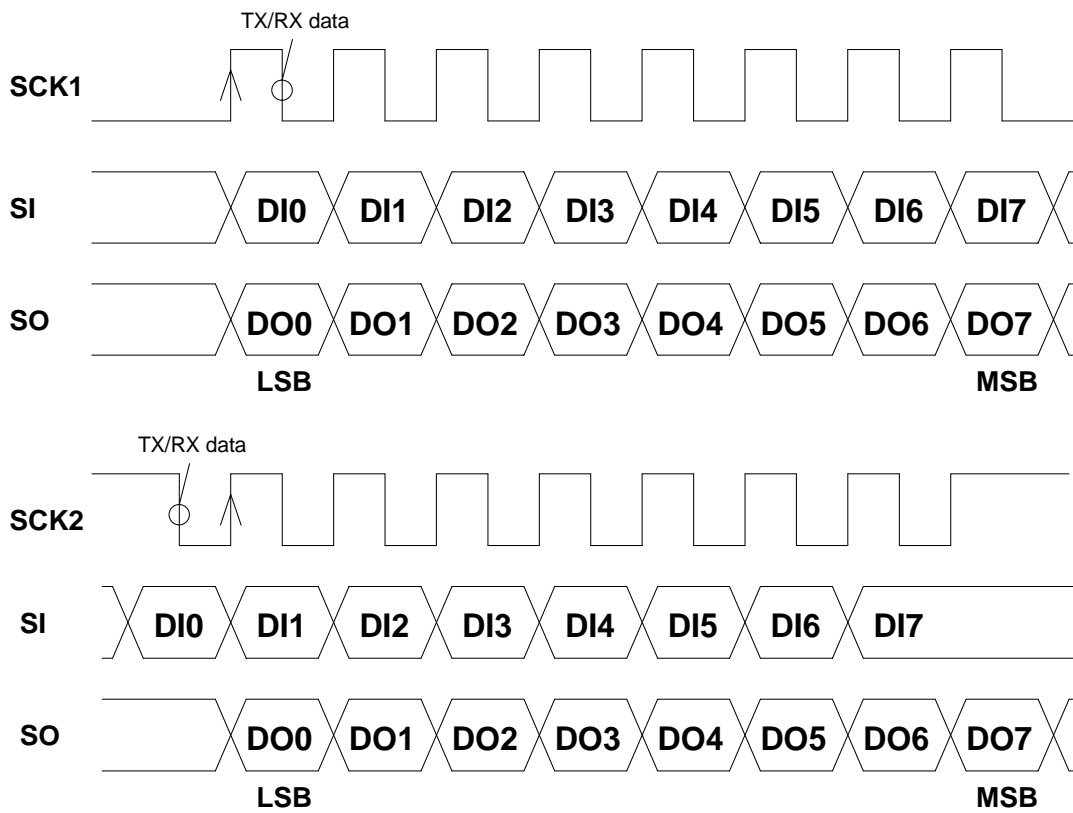 TX/RX data
SCK1
SI DI0 DI1 DI2 DI3 DI4 DI5 DI6 DI7
SO DO0 DO1 DO2 DO3 DO4 DO5 DO6 DO7
LSB MSB
TX/RX data
SCK2
SI DI0 DI1 DI2 DI3 DI4 DI5 DI6 DI7
SO DO0 DO1 DO2 DO3 DO4 DO5 DO6 DO7
LSB MSB